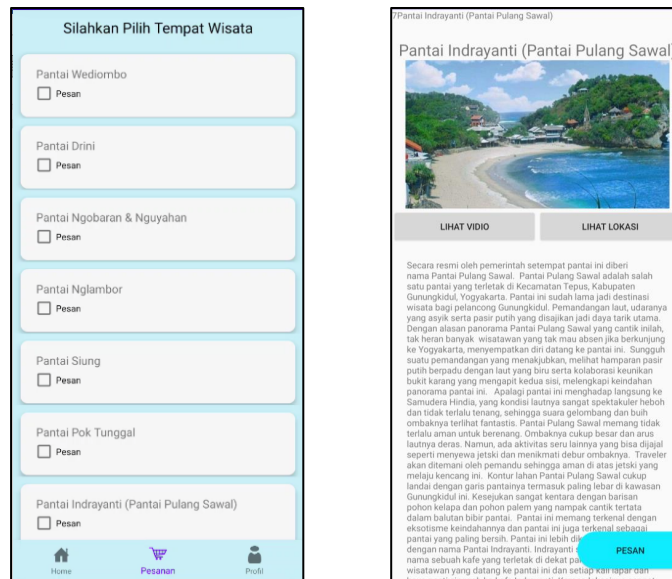 Silahkan Pilih Tempat Wisata
Pantai Wediombo
Pesan
Pantai Drini
Pesan
Pantai Ngobaran & Nguyahan
Pesan
Pantai Nglambor
Pesan
Pantai Siung
Pesan
Pantai Pok Tunggal
Pesan
Pantai Indrayanti (Pantai Pulang Sawal)
Pesan
Home
Pesanan
Profil
7Pantai Indrayanti (Pantai Pulang Sawal)
Pantai Indrayanti (Pantai Pulang Sawal)
LIHAT VIDIO
LIHAT LOKASI
Secara resmi oleh pemerintah setempat pantai ini diberi
nama Pantai Pulang Sawal. Pantai Pulang Sawal adalah salah
satu pantai yang terletak di Kecamatan Tepus, Kabupaten
Gunungkidul, Yogyakarta. Pantai ini sudah lama jadi destinasi
wisata bagi pelancong Gunungkidul. Pemandangan laut, udaranya
yang asyik serta pasir putih yang disajikan jadi daya tarik utama.
Dengan alasan panorama Pantai Pulang Sawal yang cantik inilah,
tak heran banyak wisatawan yang tak mau absen jika berkunjung
ke Yogyakarta, menyempatkan diri datang ke pantai ini. Sungguh
suatu pemandangan yang menakjubkan, melihat hamparan pasir
putih berpadu dengan laut yang biru serta kolaborasi keunikan
bukit karang yang mengapit kedua sisi, melengkapi keindahan
panorama pantai ini. Apalagi pantai ini menghadap langsung ke
Samudera Hindia, yang kondisi lautnya sangat spektakuler heboh
dan tidak terlalu tenang, sehingga suara gelombang dan buih
ombaknya terlihat fantastis. Pantai Pulang Sawal memang tidak
terlalu aman untuk berenang. Ombaknya cukup besar dan arus
lautnya deras. Namun, ada aktivitas seru lainnya yang bisa dijajal
seperti menyewa jetski dan menikmati debur ombaknya. Traveler
akan ditemani oleh pemandu sehingga aman di atas jetski yang
melaju kencang ini. Kontur lahan Pantai Pulang Sawal cukup
landai dengan garis pantainya termasuk paling lebar di kawasan
Gunungkidul ini. Kesejukan sangat kentara dengan barisan
pohon kelapa dan pohon palem yang nampak cantik tertata
dalam balutan bibir pantai. Pantai ini memang terkenal dengan
eksotisme keindahannya dan pantai ini juga terkenal sebagai
pantai yang paling bersih. Pantai ini lebih
dengan nama Pantai Indrayanti. Indrayanti
nama sebuah kafe yang terletak di dekat
wisatawan yang datang ke pantai ini dan setiap kali lapar dan
PESAN